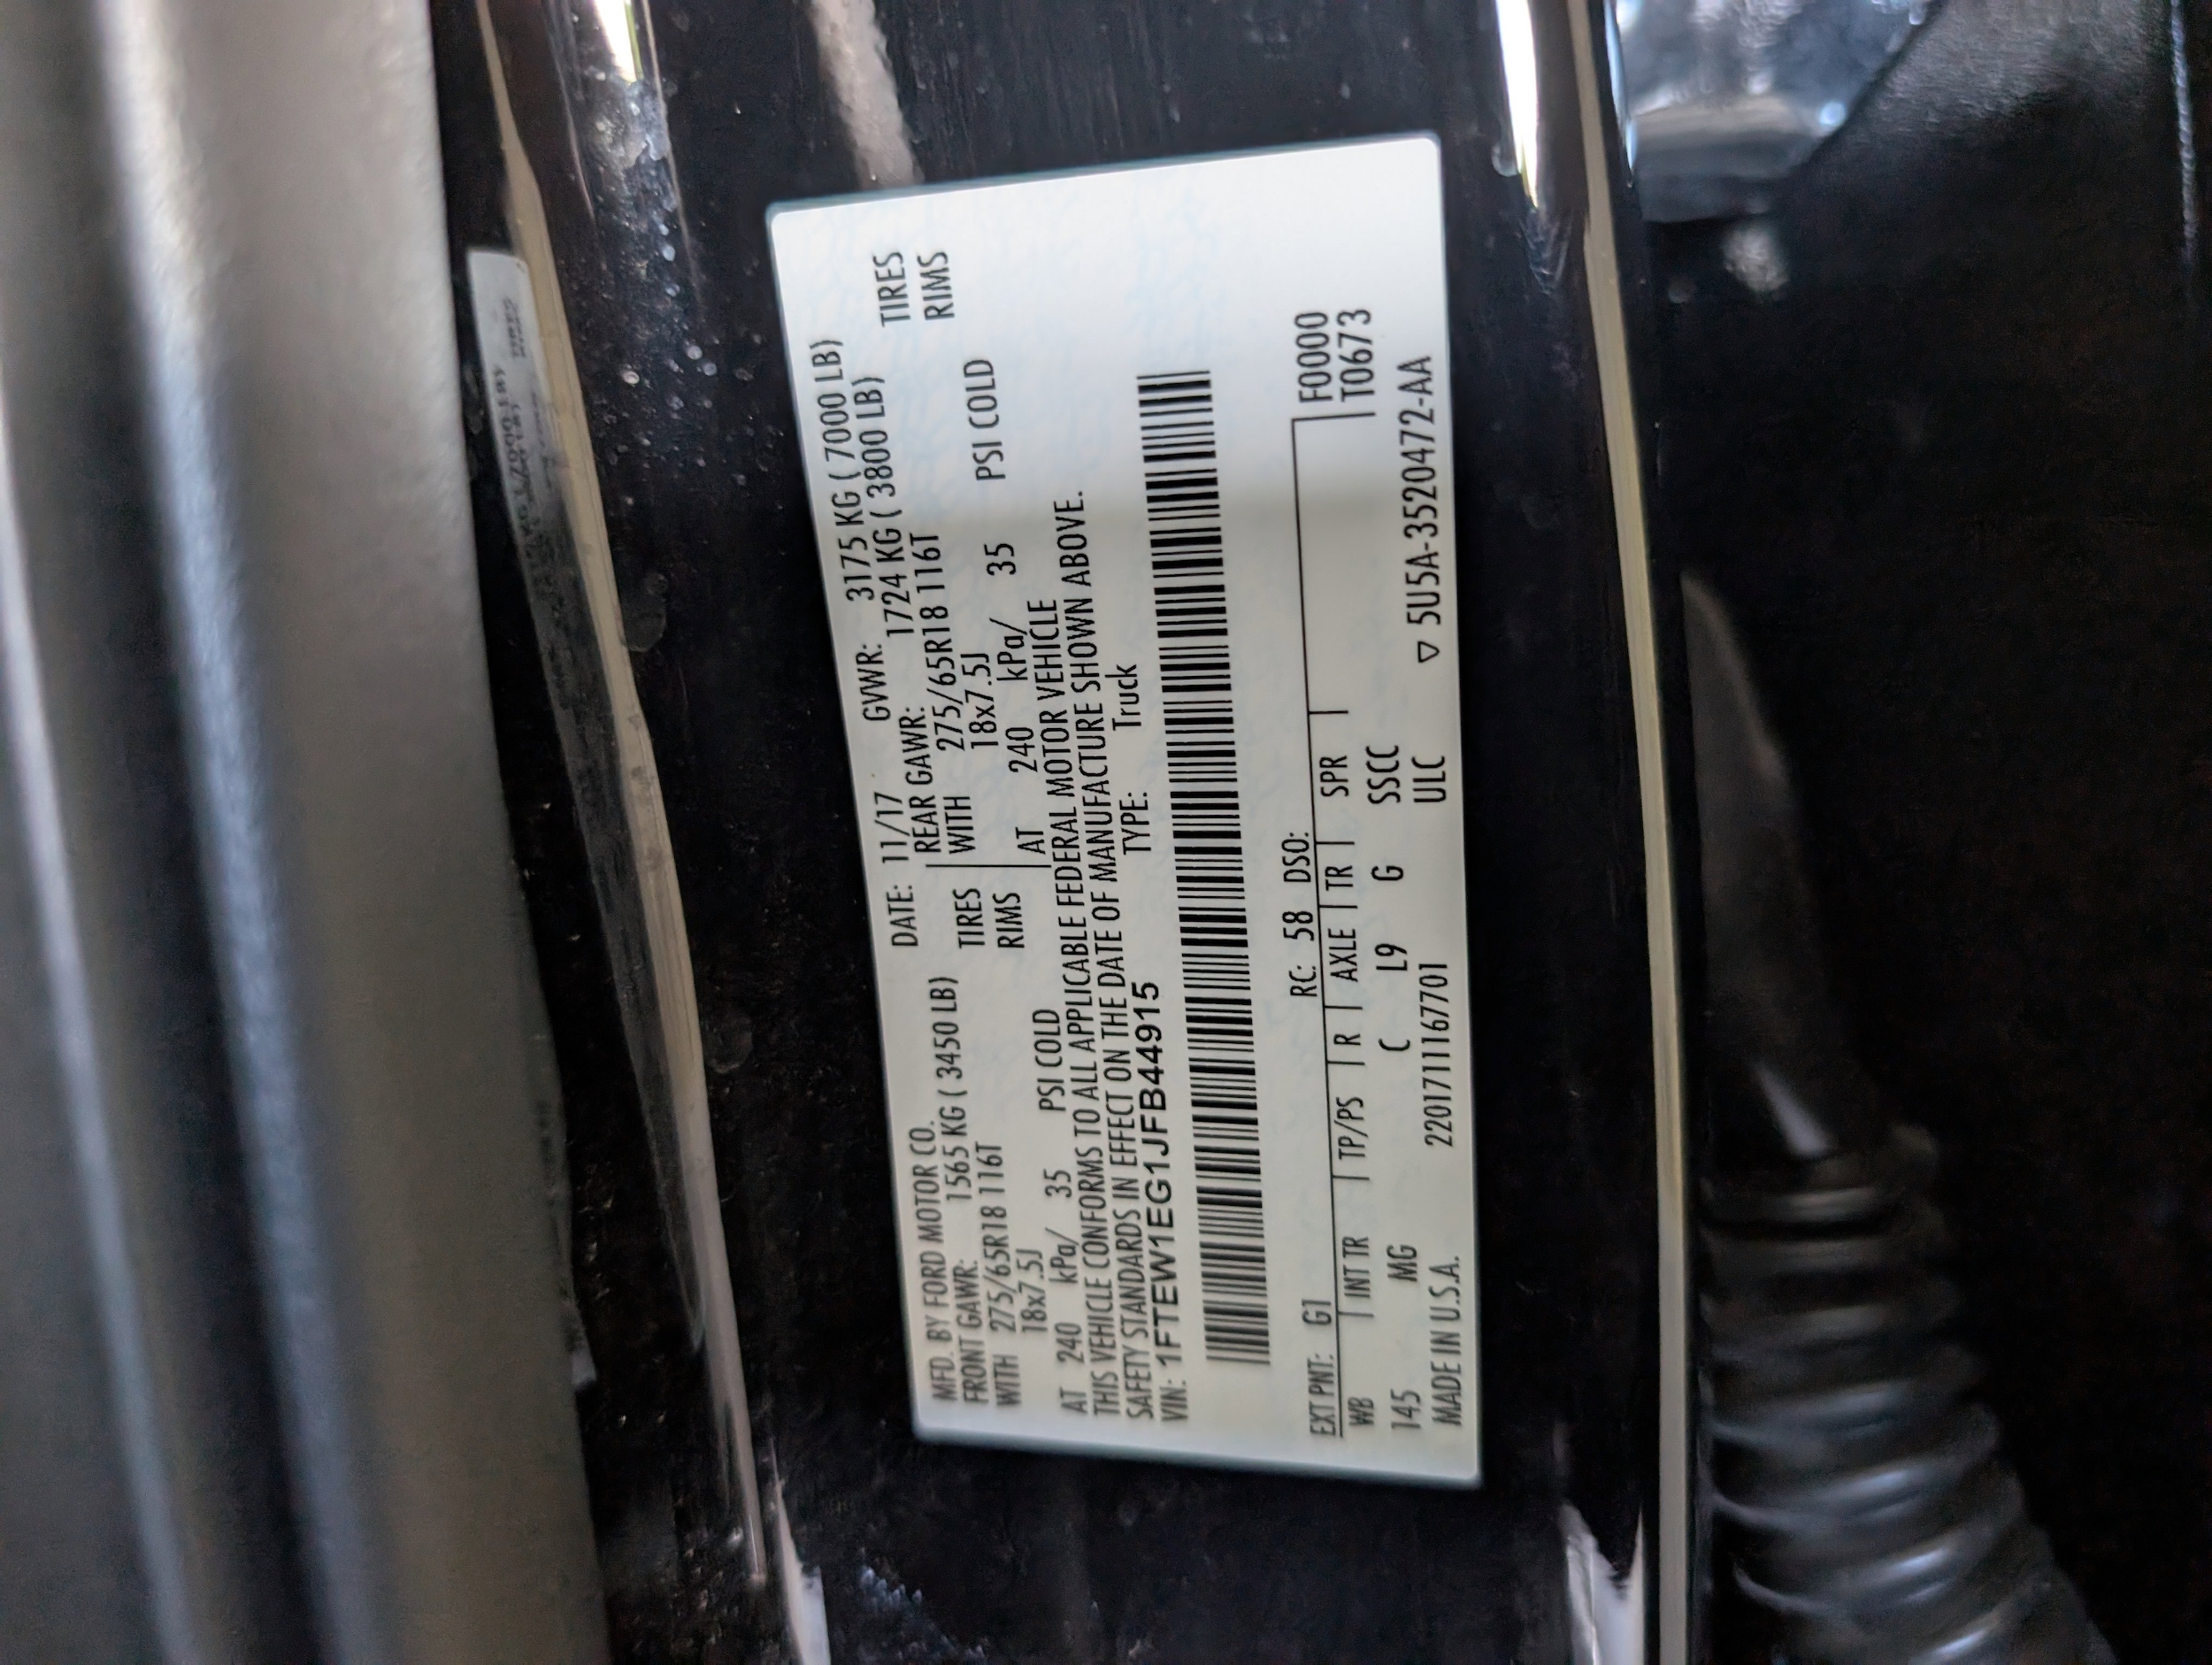 MFD. BY FORD MOTOR CO.
DATE: 11/17 GVWR: 3175 KG ( 7000 LB)
FRONT GAWR: 1565 KG ( 3450 LB) REAR GAWR: 1724 KG ( 3800 LB)
WITH 275/65R18 116T TIRES WITH 275/65R18 116T TIRES
18x7.5J RIMS 18x7.5J RIMS
AT 240 kPa/ 35 PSI COLD AT 240 kPa/ 35 PSI COLD
THIS VEHICLE CONFORMS TO ALL APPLICABLE FEDERAL MOTOR VEHICLE
SAFETY STANDARDS IN EFFECT ON THE DATE OF MANUFACTURE SHOWN ABOVE.
VIN: 1FTEW1EG1JFB44915 TYPE: Truck
EXT PNT: G1 RC: 58 DSO: F0000
WB | INT TR | TP/PS | R | AXLE | TR | SPR | T0673
145 MG C L9 G SSCC
MADE IN U.S.A. 220171116770​1 ULC ▽ 5U5A-3520472-AA